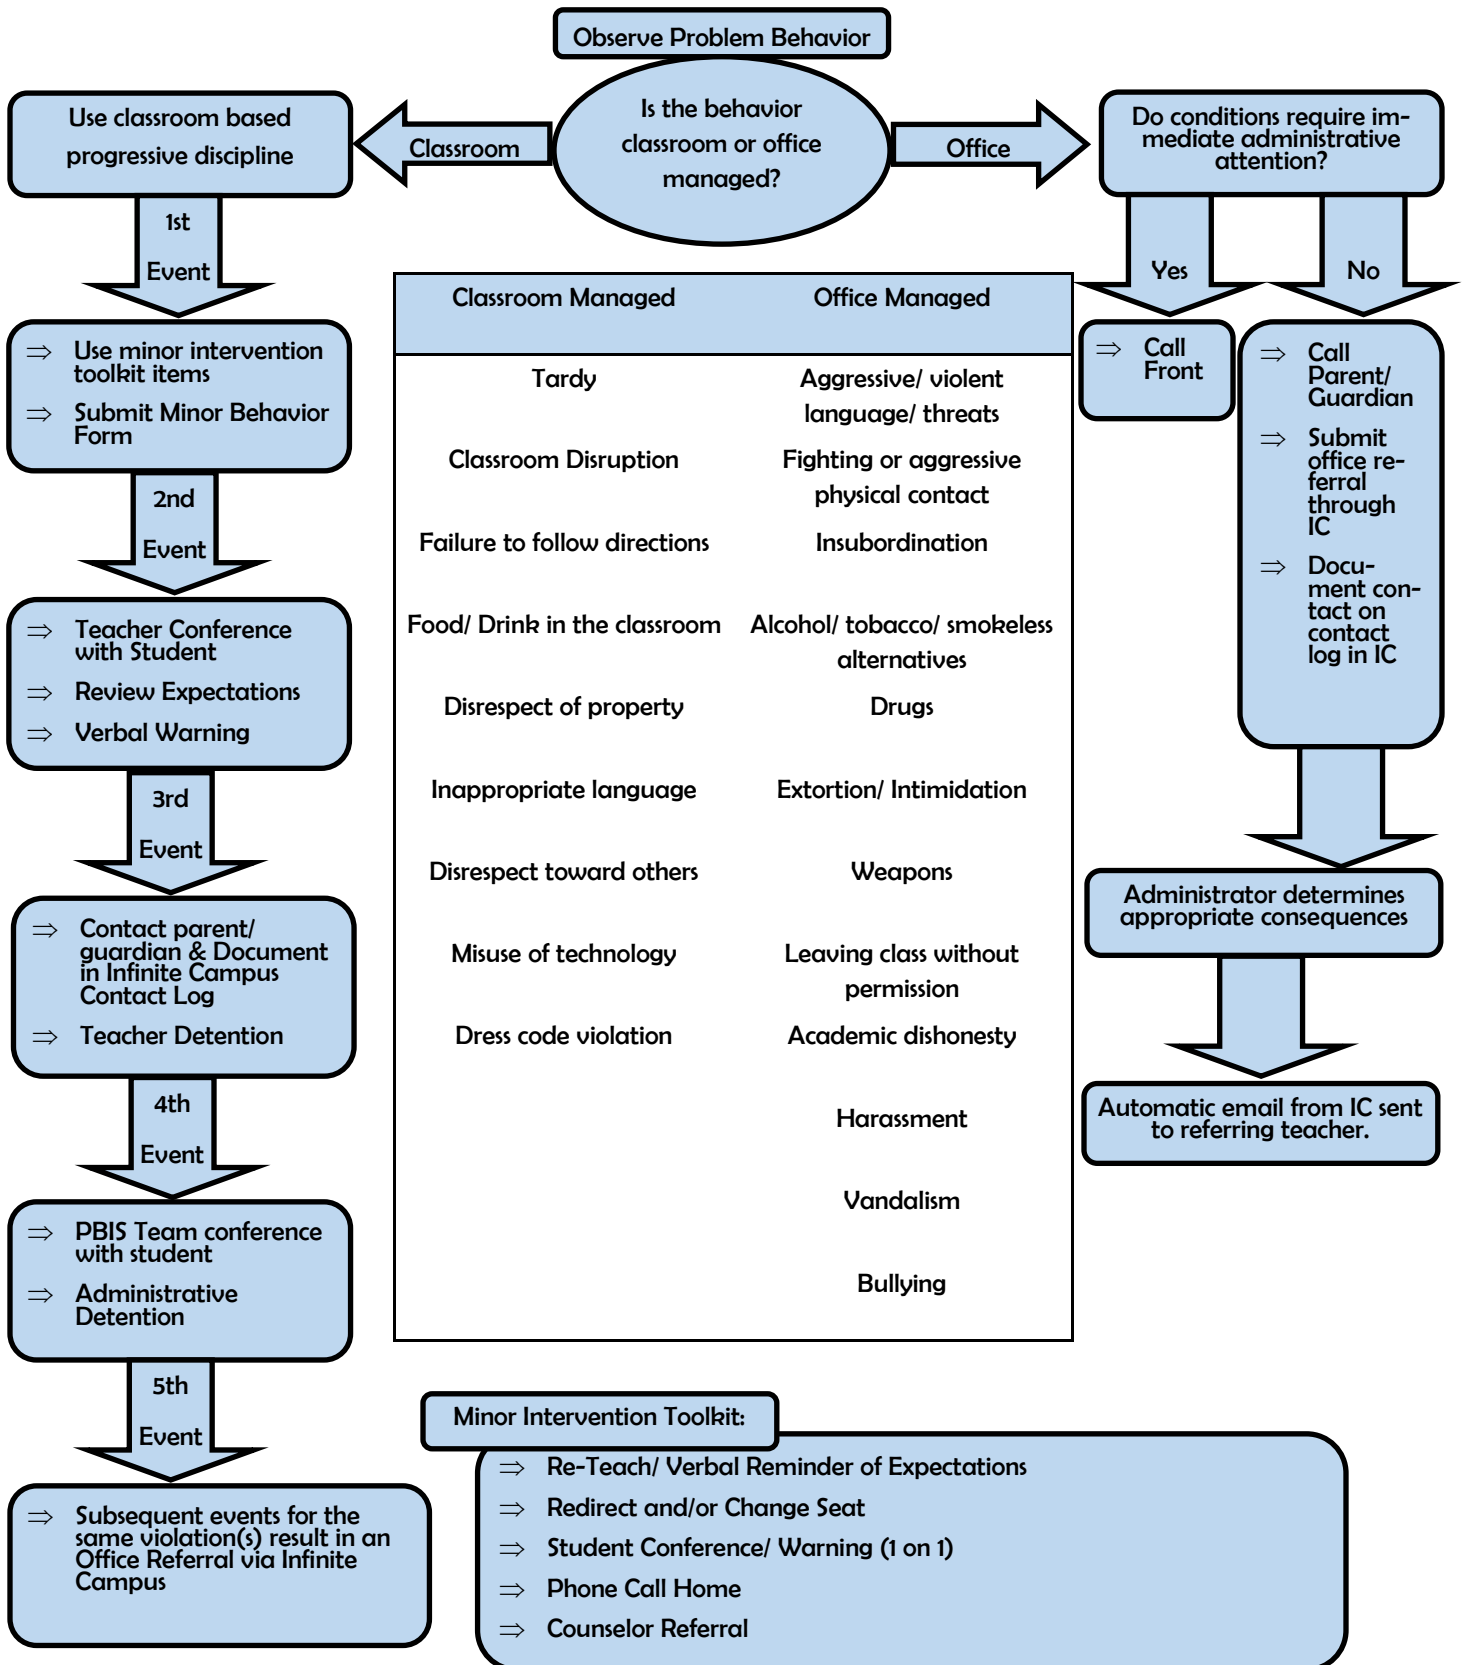 Observe Problem Behavior
Is the behavior
classroom or office
managed?
Classroom
Office
Use classroom based
progressive discipline
1st
Event
⇒ Use minor intervention
toolkit items
⇒ Submit Minor Behavior
Form
2nd
Event
⇒ Teacher Conference
with Student
⇒ Review Expectations
⇒ Verbal Warning
3rd
Event
⇒ Contact parent/
guardian & Document
in Infinite Campus
Contact Log
⇒ Teacher Detention
4th
Event
⇒ PBIS Team conference
with student
⇒ Administrative
Detention
5th
Event
⇒ Subsequent events for the
same violation(s) result in an
Office Referral via Infinite
Campus
Classroom Managed
Tardy
Classroom Disruption
Failure to follow directions
Food/ Drink in the classroom
Disrespect of property
Inappropriate language
Disrespect toward others
Misuse of technology
Dress code violation
Office Managed
Aggressive/ violent
language/ threats
Fighting or aggressive
physical contact
Insubordination
Alcohol/ tobacco/ smokeless
alternatives
Drugs
Extortion/ Intimidation
Weapons
Leaving class without
permission
Academic dishonesty
Harassment
Vandalism
Bullying
Do conditions require im-
mediate administrative
attention?
Yes
⇒ Call
Front
No
⇒ Call
Parent/
Guardian
⇒ Submit
office re-
ferral
through
IC
⇒ Docu-
ment con-
tact on
contact
log in IC
Administrator determines
appropriate consequences
Automatic email from IC sent
to referring teacher.
Minor Intervention Toolkit:
⇒ Re-Teach/ Verbal Reminder of Expectations
⇒ Redirect and/or Change Seat
⇒ Student Conference/ Warning (1 on 1)
⇒ Phone Call Home
⇒ Counselor Referral